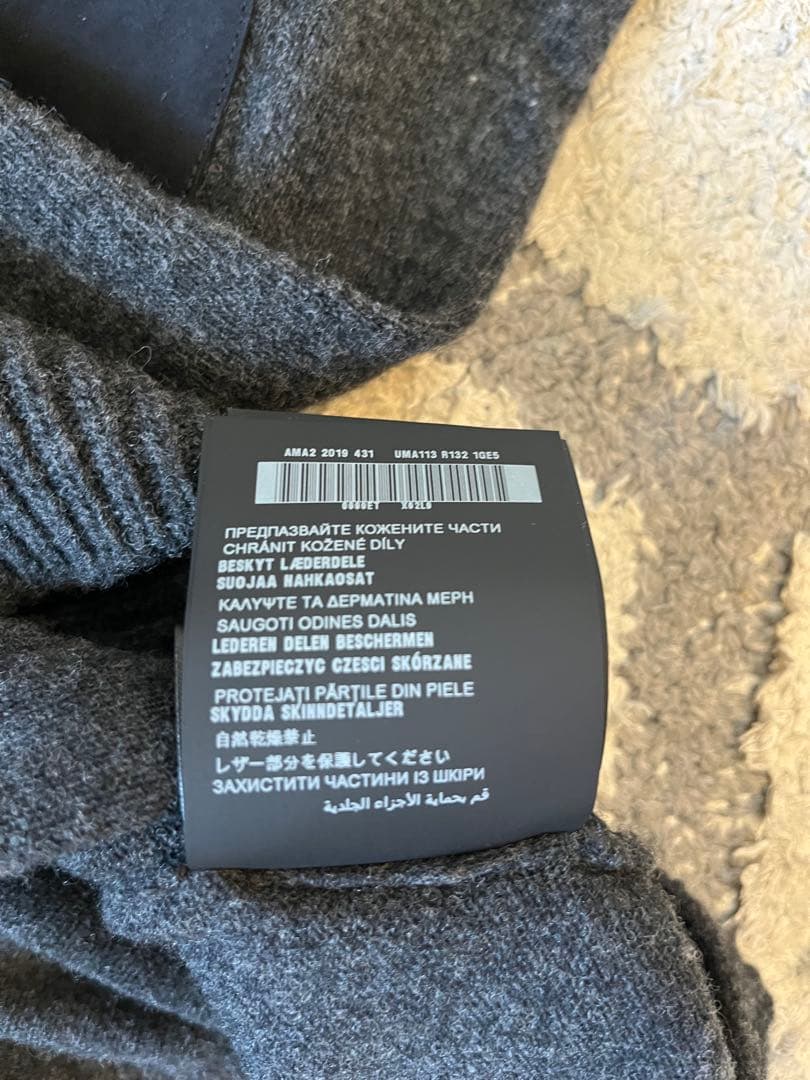 AMA2 2019 431 UMA113 R132 1GE5
0000E1 X02L0
ПРЕДПАЗВАЙТЕ КОЖЕНИТЕ ЧАСТИ
CHRÁNIT KOŽENÉ DÍLY
BESKYT LÆDERDELE
SUOJAA NAHKAOSAT
ΚΑΛΥΨΤΕ ΤΑ ΔΕΡΜΑΤΙΝΑ ΜΕΡΗ
SAUGOTI ODINES DALIS
LEDEREN DELEN BESCHERMEN
ZABEZPIECZYC CZESCI SKÓRZANE
PROTEJAȚI PĂRȚILE DIN PIELE
SKYDDA SKINNDETALJER
自然乾燥禁止
レザー部分を保護してください
ЗАХИСТИТИ ЧАСТИНИ ІЗ ШКІРИ
قم بحماية الأجزاء الجلدية